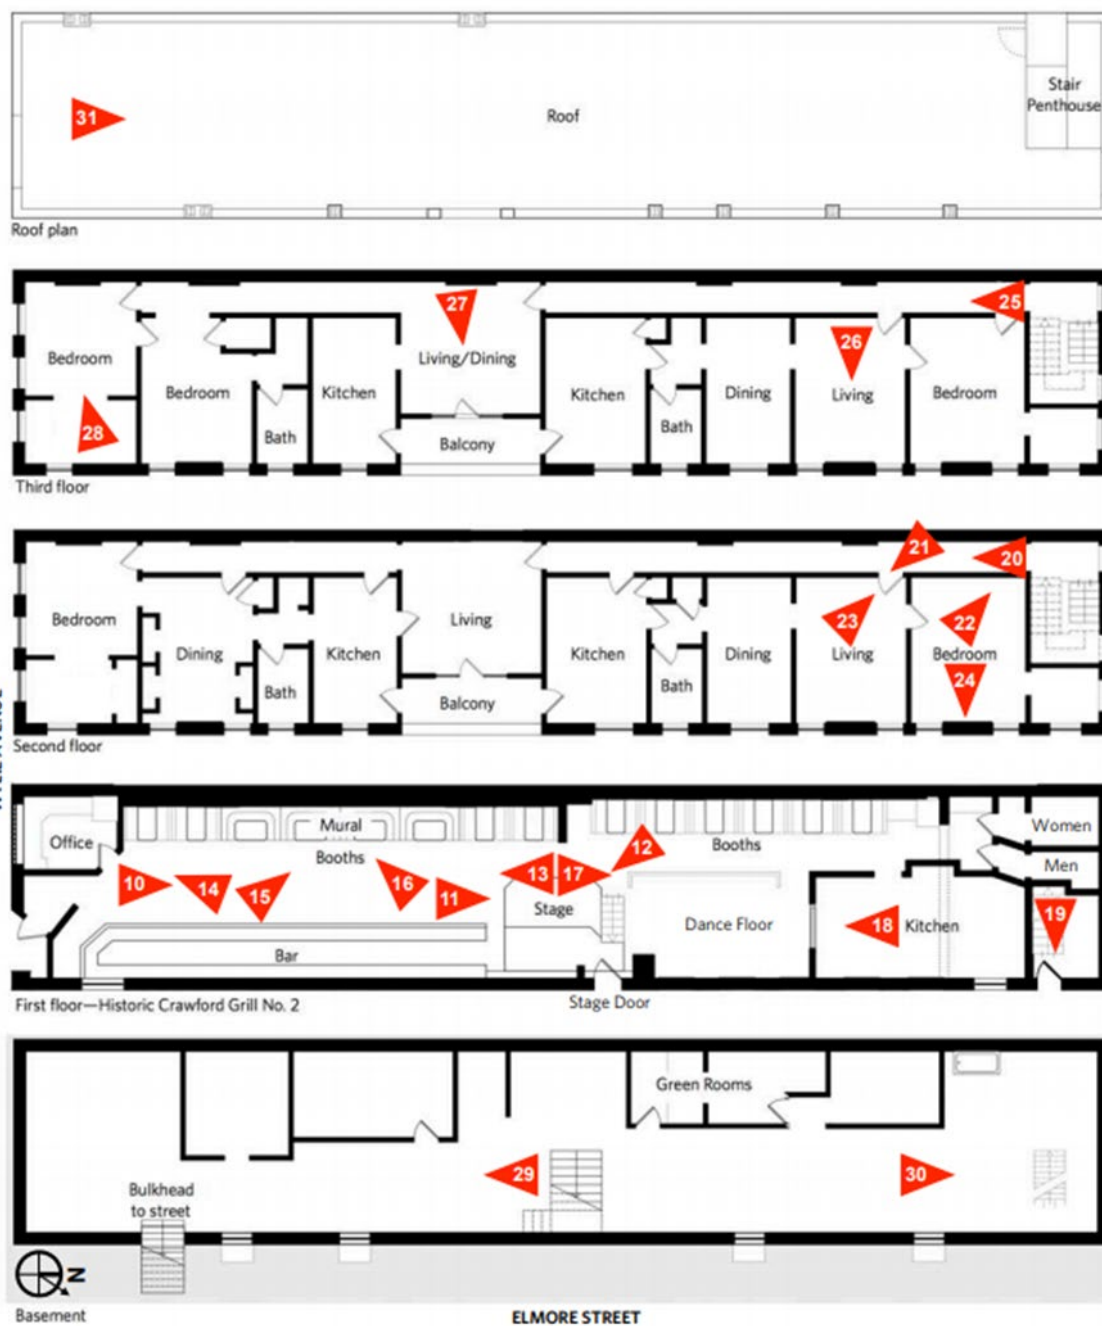 31
Roof
Stair
Penthouse
Roof plan
25
27
26
Bedroom
Living/Dining
Bedroom
Kitchen
Kitchen
Dining
Living
Bedroom
28
Bath
Balcony
Bath
Third floor
21
20
Bedroom
Living
23
22
Dining
Kitchen
Kitchen
Dining
Living
Bedroom
24
Bath
Balcony
Bath
Second floor
Office
Mural
Booths
Booths
Women
Men
10
14
15
16
11
13
17
12
Stage
Dance Floor
18
Kitchen
19
Bar
First floor—Historic Crawford Grill No. 2
Stage Door
Green Rooms
29
30
Bulkhead
to street
N
Basement
ELMORE STREET